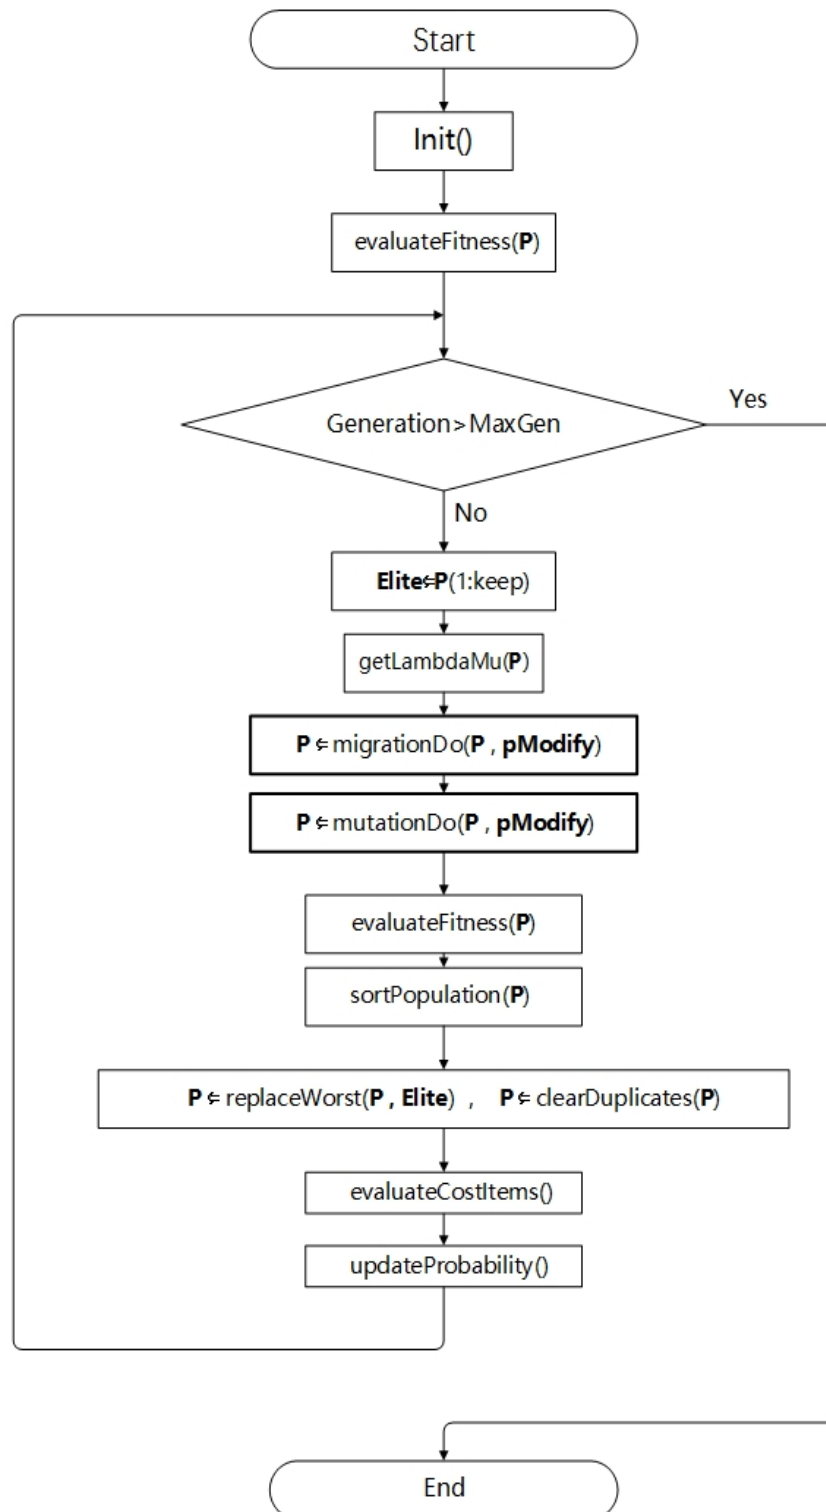 Start
Init()
evaluateFitness(P)
Generation>MaxGen
Yes
No
Elite⇐P(1:keep)
getLambdaMu(P)
P ⇐ migrationDo(P , pModify)
P ⇐ mutationDo(P , pModify)
evaluateFitness(P)
sortPopulation(P)
P ⇐ replaceWorst(P , Elite) , P ⇐ clearDuplicates(P)
evaluateCostItems()
updateProbability()
End